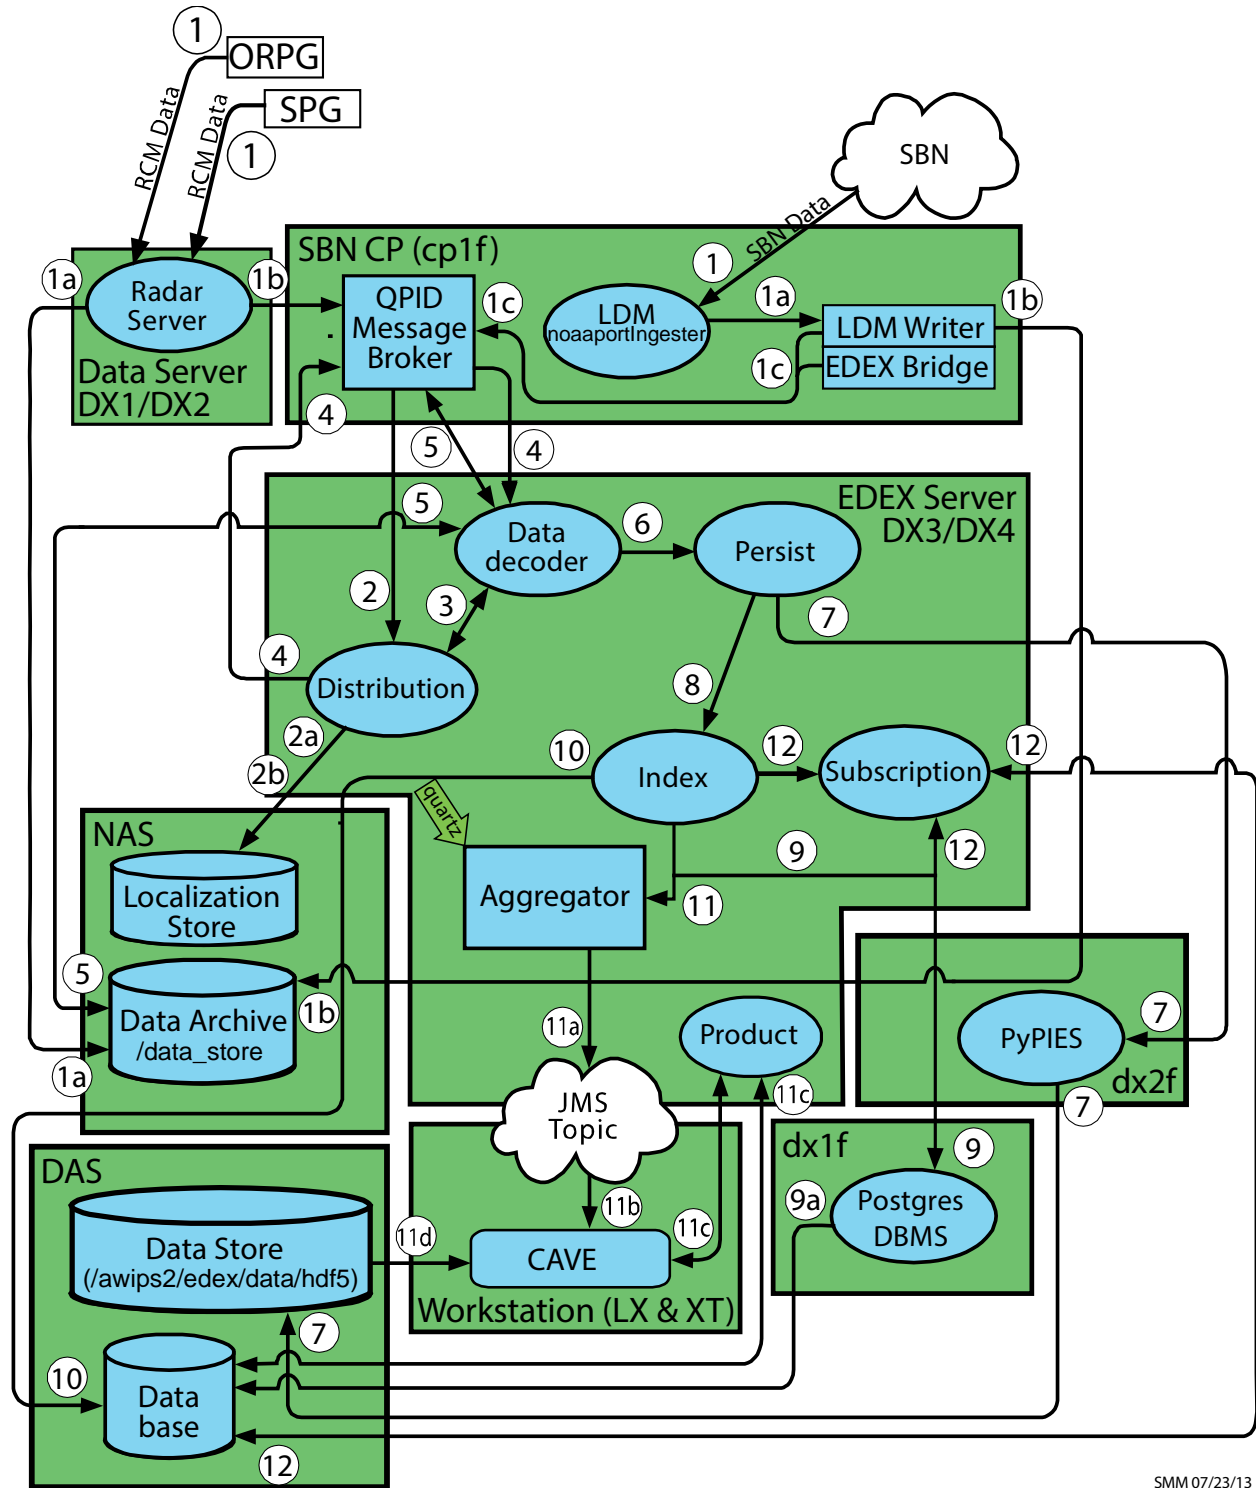 1
ORPG
SPG
RCM Data
RCM Data
1
SBN
SBN Data
SBN CP (cp1f)
1
1a
Radar
Server
1b
QPID
Message
Broker
1c
LDM
noaaportIngester
1a
LDM Writer
EDEX Bridge
1b
1c
Data Server
DX1/DX2
4
5
4
EDEX Server
DX3/DX4
5
Data
decoder
6
Persist
2
3
7
4
Distribution
8
2a
2b
10
Index
12
Subscription
12
quartz
NAS
Localization
Store
Aggregator
9
12
11
5
1b
Data Archive
/data_store
1a
11a
Product
11c
PyPIES
7
dx2f
7
JMS
Topic
dx1f
9
DAS
Data Store
(/awips2/edex/data/hdf5)
11d
11b
11c
CAVE
9a
Postgres
DBMS
Workstation (LX & XT)
7
10
Data
base
12
SMM 07/23/13